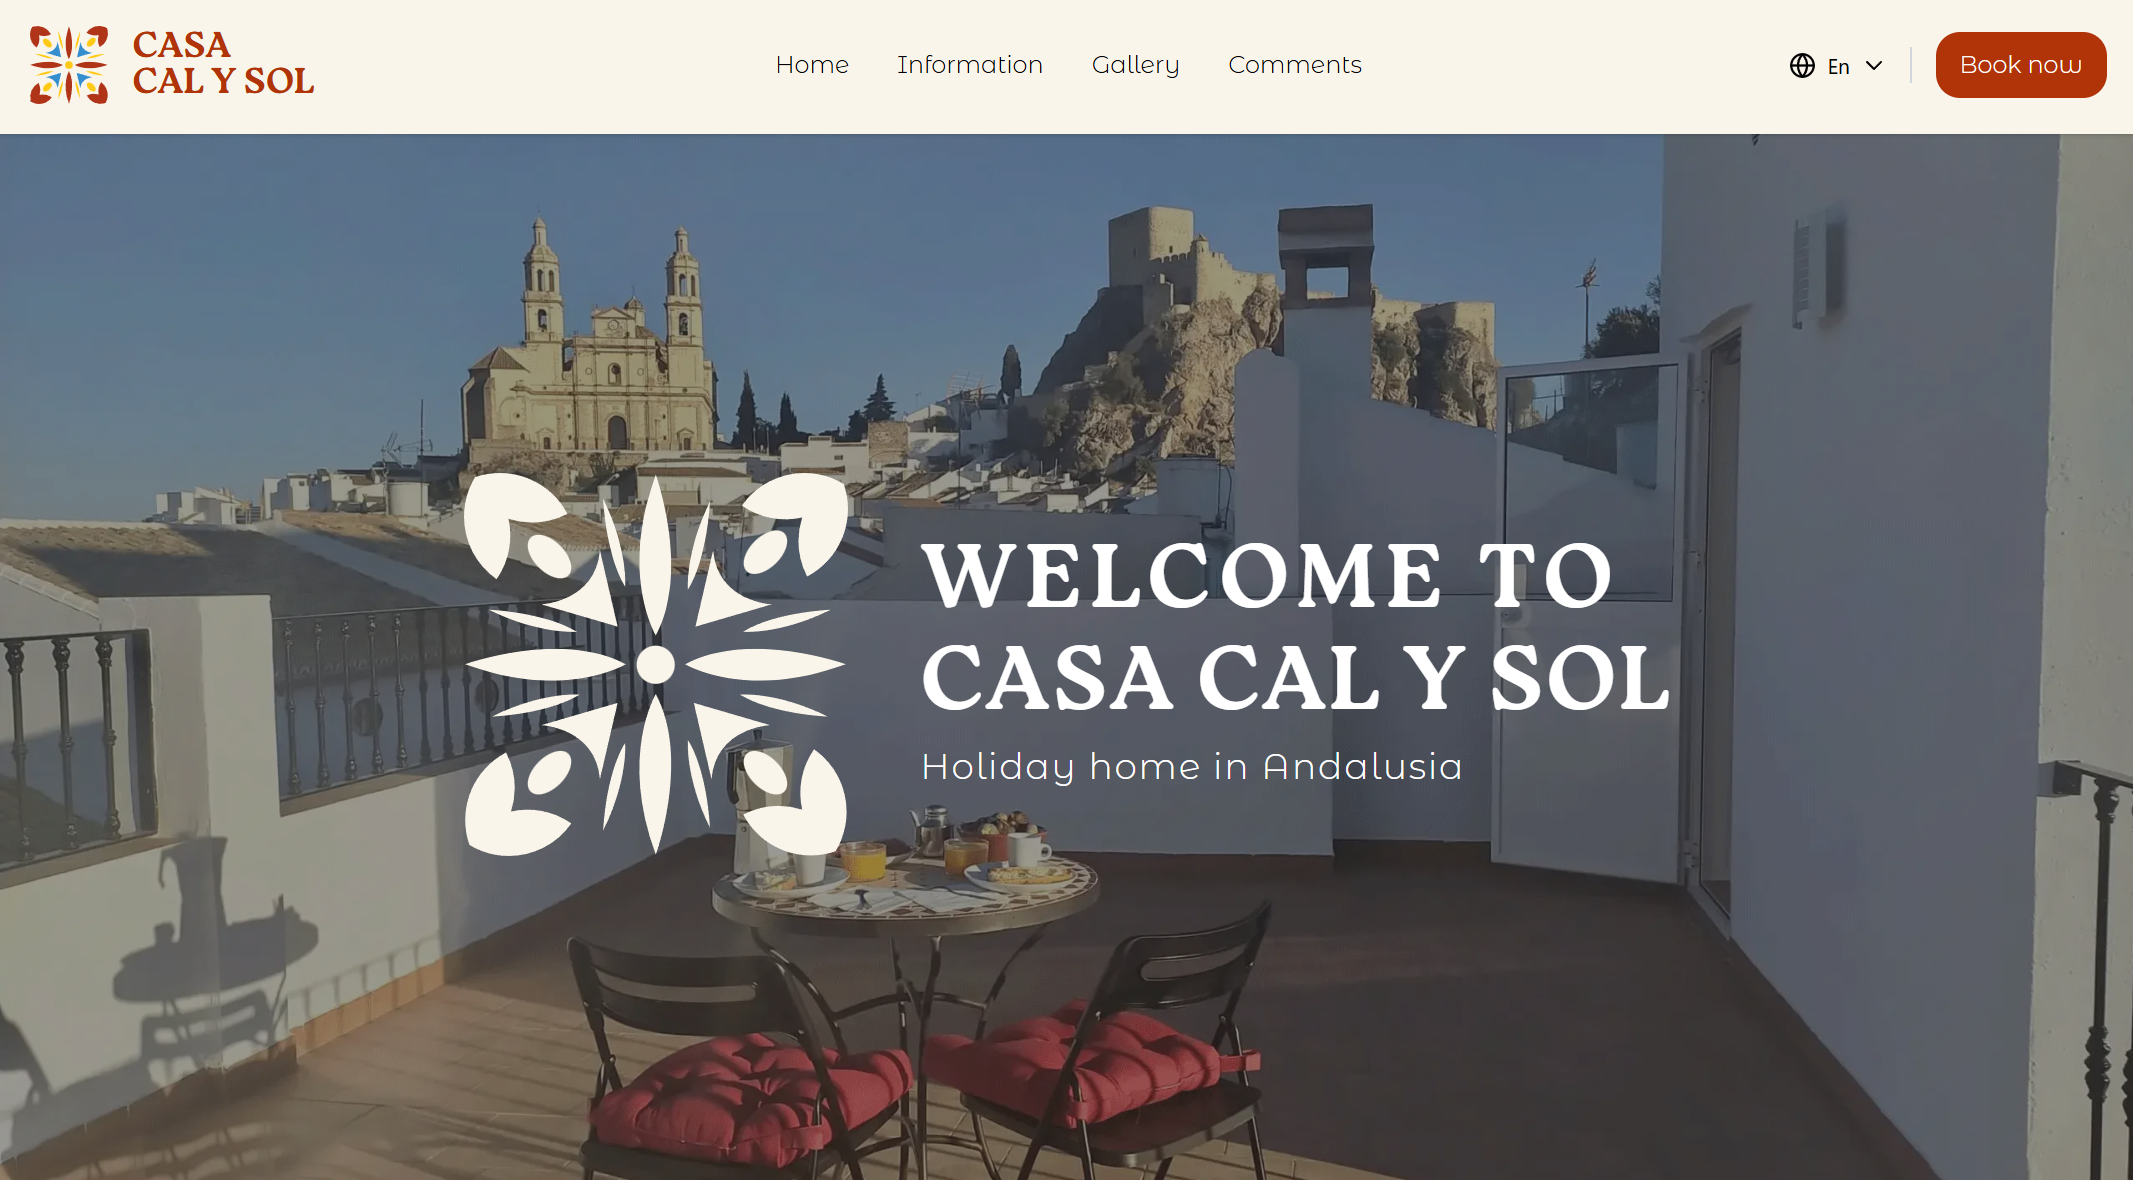 CASA
CAL Y SOL
Home Information Gallery Comments
En
Book now
WELCOME TO
CASA CAL Y SOL
Holiday home in Andalusia